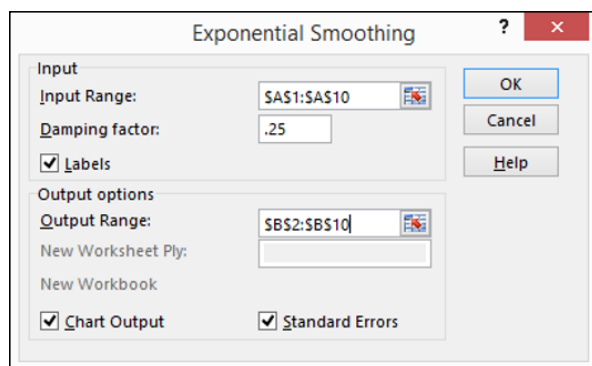 Exponential Smoothing ? ×
Input
Input Range: $A$1:$A$10
OK
Damping factor: .25
Cancel
Labels
Help
Output options
Output Range: $B$2:$B$10
New Worksheet Ply:
New Workbook
Chart Output Standard Errors